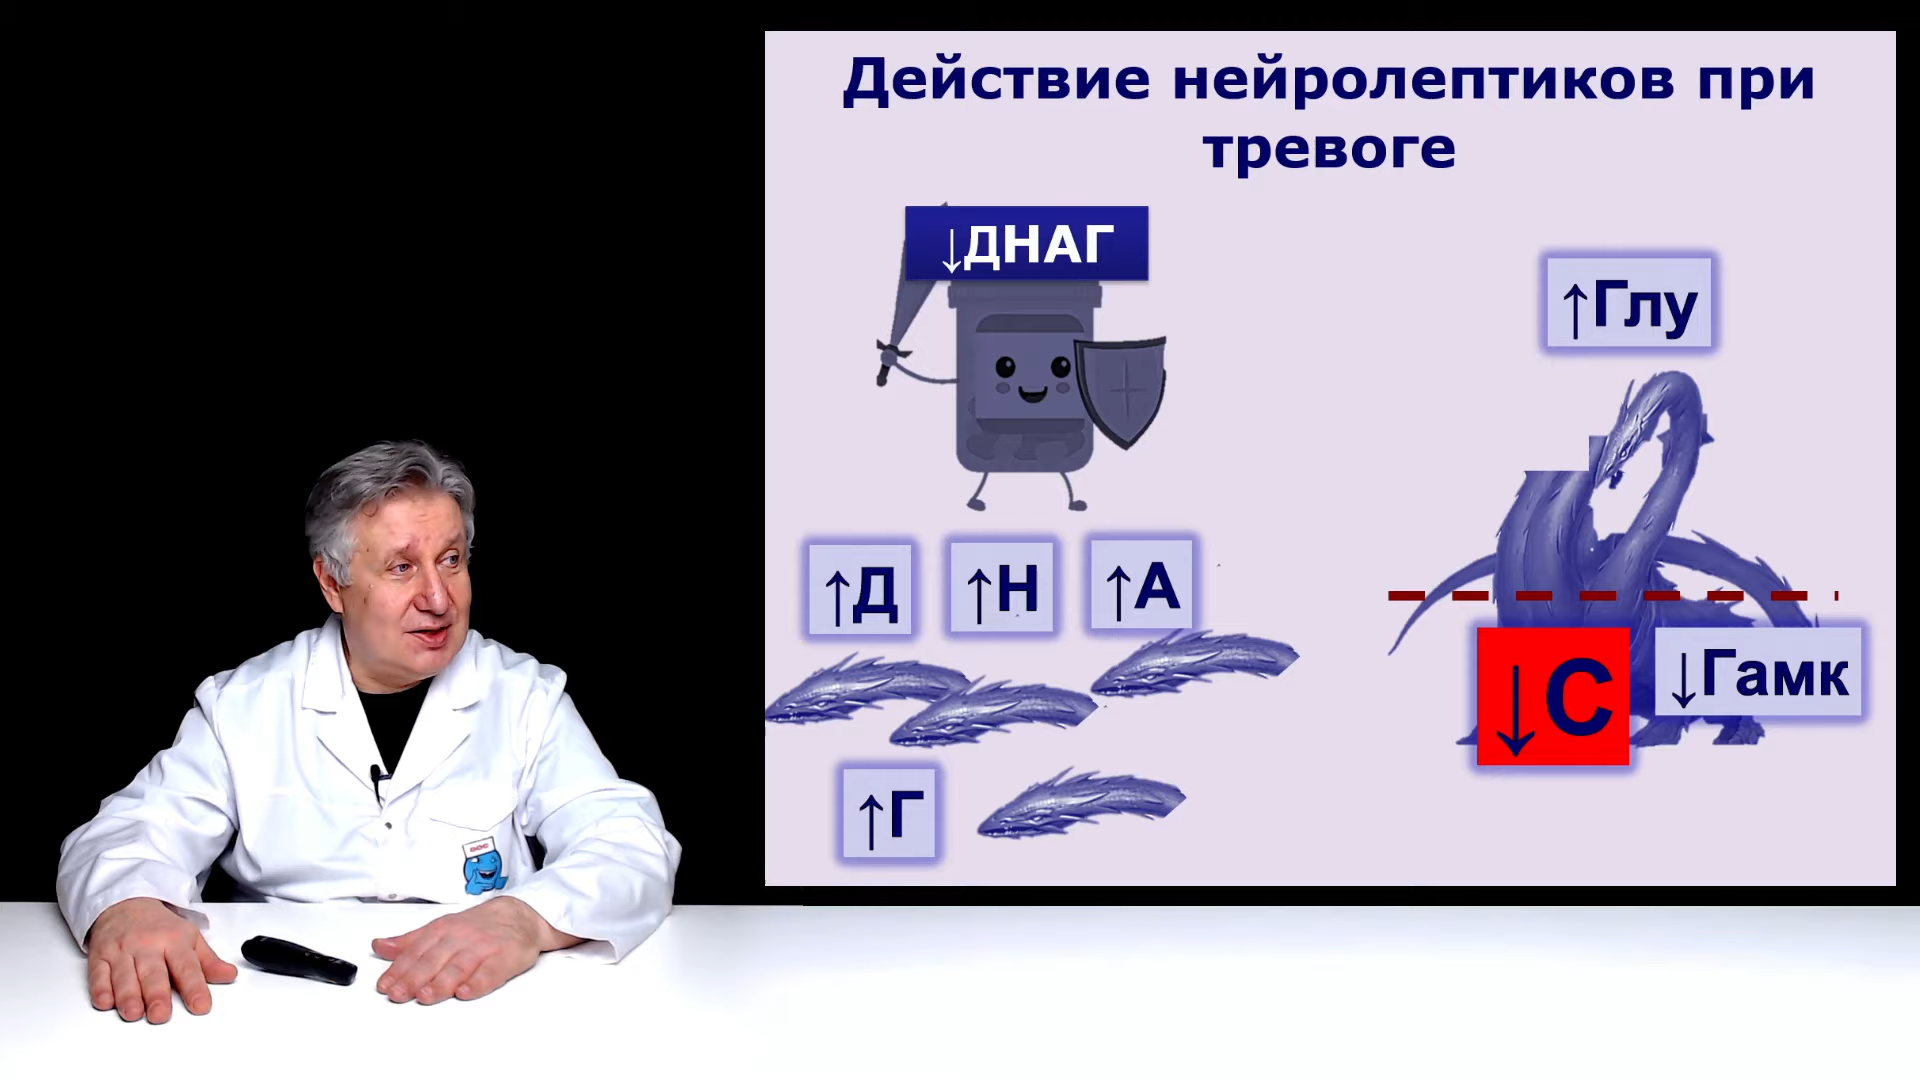 Действие нейролептиков при
тревоге
↓ДНАГ
↑Глу
↑Д
↑Н
↑А
↓С
↓Гамк
↑Г